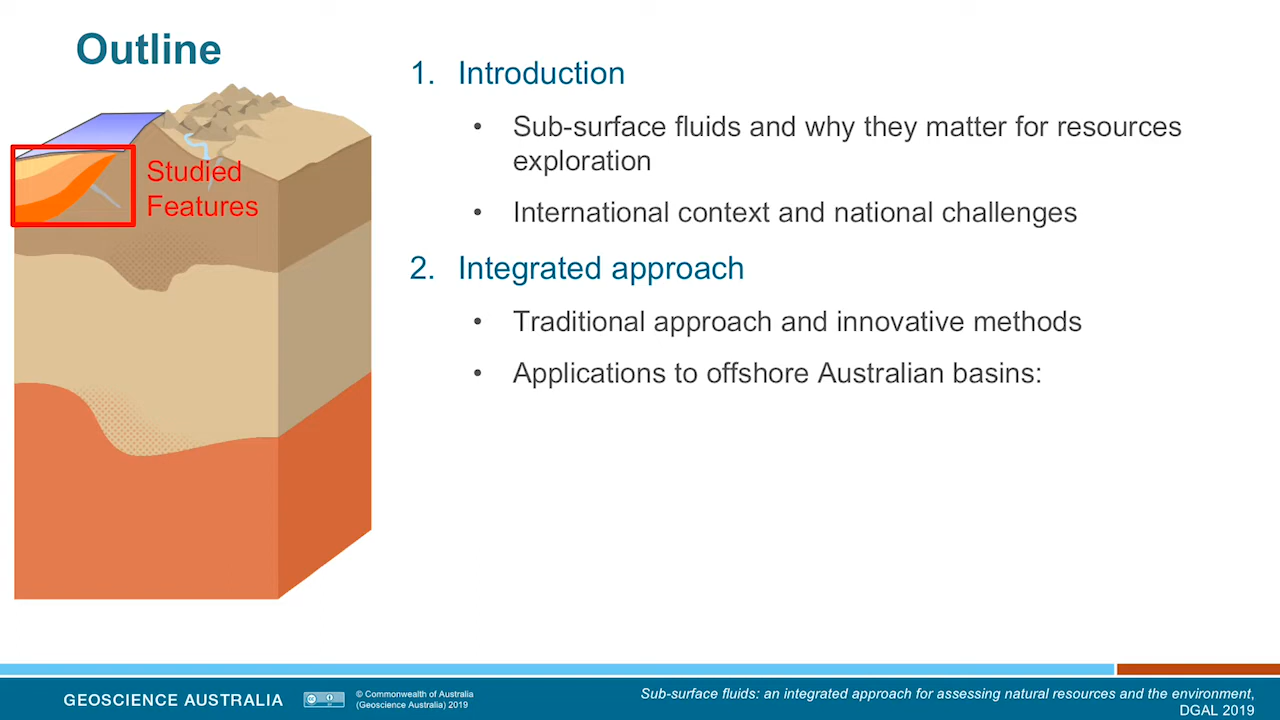 Outline
1. Introduction
• Sub-surface fluids and why they matter for resources
exploration
• International context and national challenges
2. Integrated approach
• Traditional approach and innovative methods
• Applications to offshore Australian basins:
Studied
Features
GEOSCIENCE AUSTRALIA
© Commonwealth of Australia
(Geoscience Australia) 2019
Sub-surface fluids: an integrated approach for assessing natural resources and the environment,
DGAL 2019